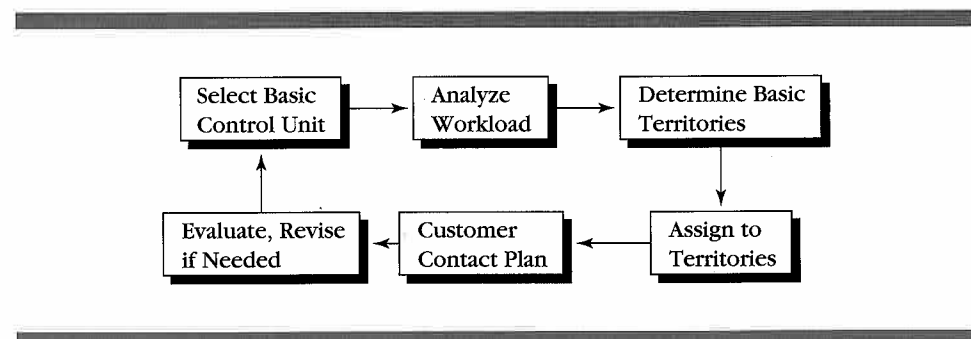 Select Basic
Control Unit
Analyze
Workload
Determine Basic
Territories
Assign to
Territories
Customer
Contact Plan
Evaluate, Revise
if Needed